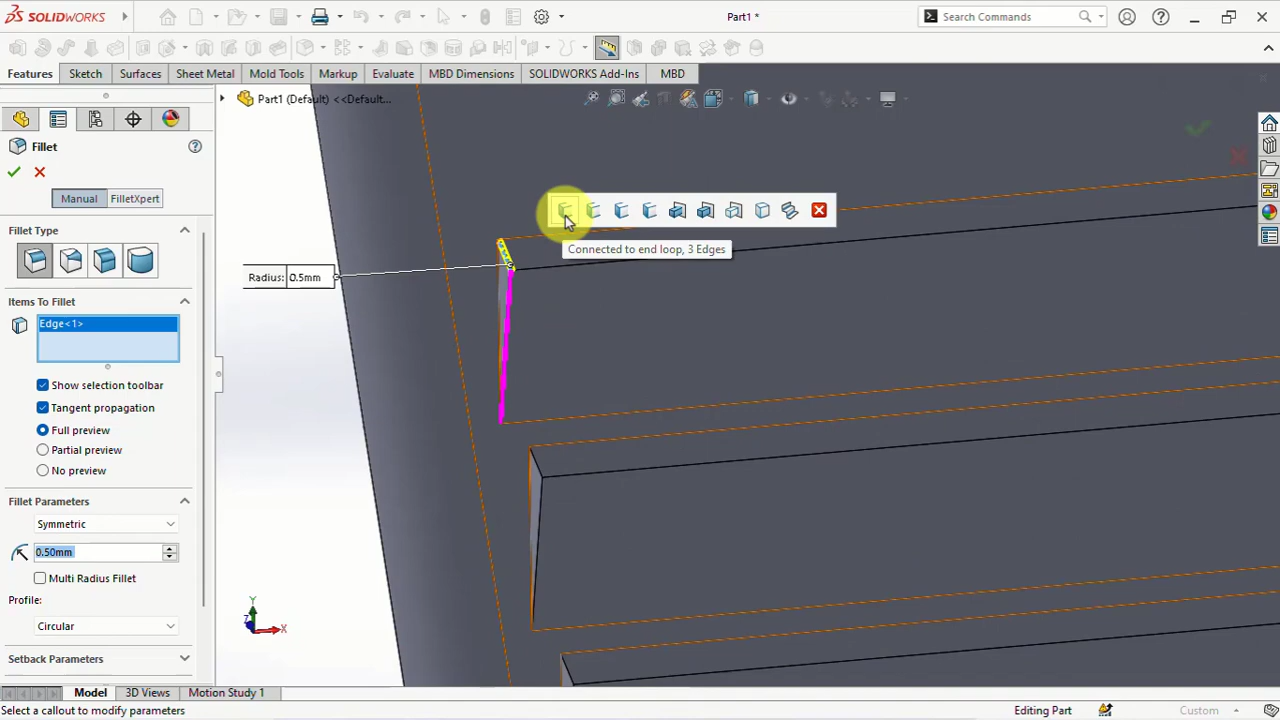 SOLIDWORKS
Part1 *
Search Commands
Features
Sketch
Surfaces
Sheet Metal
Mold Tools
Markup
Evaluate
MBD Dimensions
SOLIDWORKS Add-Ins
MBD
Part1 (Default) <<Default...
Fillet
Manual
FilletXpert
Fillet Type
Connected to end loop, 3 Edges
Radius: 0.5mm
Items To Fillet
Edge<1>
Show selection toolbar
Tangent propagation
Full preview
Partial preview
No preview
Fillet Parameters
Symmetric
0.50mm
Multi Radius Fillet
Profile:
Y
Z X
Circular
Setback Parameters
Model
3D Views
Motion Study 1
Select a callout to modify parameters
Editing Part
Custom